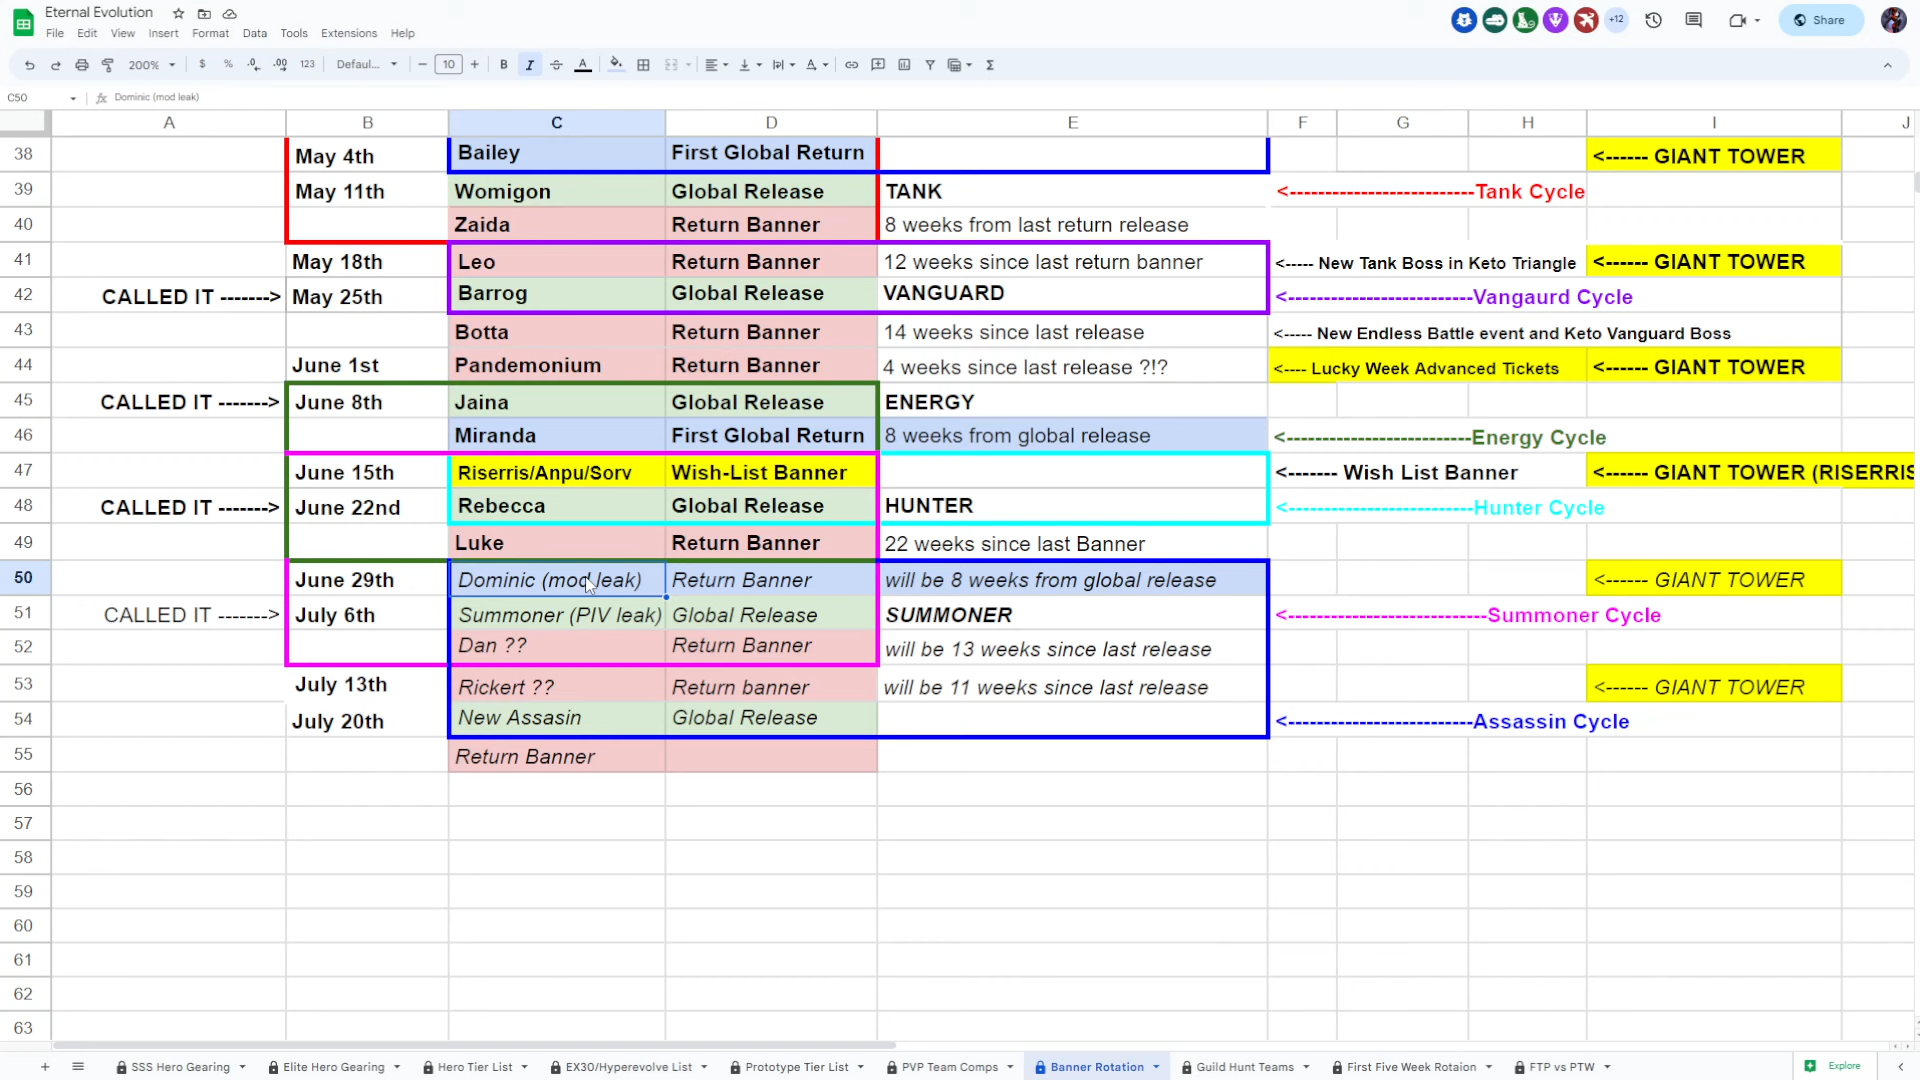 Eternal Evolution
File Edit View Insert Format Data Tools Extensions Help
+12
Share
200% $ % .0 .00 123 Defaul... − 10 + B I A Σ
C50 fx Dominic (mod leak)
A B C D E F G H I J
38 May 4th Bailey First Global Return <------ GIANT TOWER
39 May 11th Womigon Global Release TANK <--------------------------Tank Cycle
40 Zaida Return Banner 8 weeks from last return release
41 May 18th Leo Return Banner 12 weeks since last return banner <----- New Tank Boss in Keto Triangle <------ GIANT TOWER
42 CALLED IT -------> May 25th Barrog Global Release VANGUARD <--------------------------Vangaurd Cycle
43 Botta Return Banner 14 weeks since last release <----- New Endless Battle event and Keto Vanguard Boss
44 June 1st Pandemonium Return Banner 4 weeks since last release ?!? <---- Lucky Week Advanced Tickets <------ GIANT TOWER
45 CALLED IT -------> June 8th Jaina Global Release ENERGY
46 Miranda First Global Return 8 weeks from global release <--------------------------Energy Cycle
47 June 15th Riserris/Anpu/Sorv Wish-List Banner <------- Wish List Banner <------ GIANT TOWER (RISERRIS
48 CALLED IT -------> June 22nd Rebecca Global Release HUNTER <--------------------------Hunter Cycle
49 Luke Return Banner 22 weeks since last Banner
50 June 29th Dominic (mod leak) Return Banner will be 8 weeks from global release <------ GIANT TOWER
51 CALLED IT -------> July 6th Summoner (PIV leak) Global Release SUMMONER <---------------------------Summoner Cycle
52 Dan ?? Return Banner will be 13 weeks since last release
53 July 13th Rickert ?? Return banner will be 11 weeks since last release <------ GIANT TOWER
54 July 20th New Assasin Global Release <--------------------------Assassin Cycle
55 Return Banner
56
57
58
59
60
61
62
63
+ SSS Hero Gearing Elite Hero Gearing Hero Tier List EX30/Hyperevolve List Prototype Tier List PVP Team Comps Banner Rotation Guild Hunt Teams First Five Week Rotaion FTP vs PTW Explore